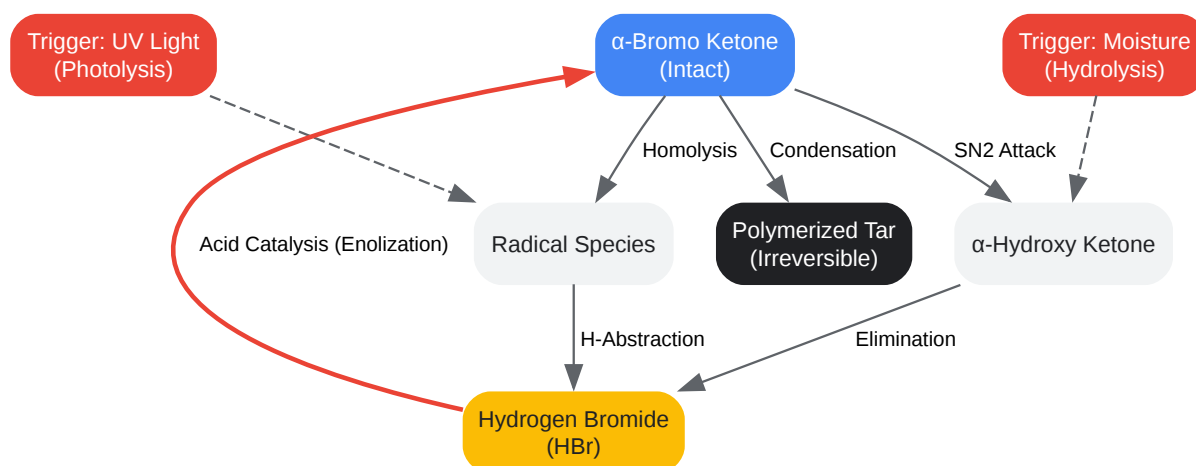 Trigger: UV Light
(Photolysis)
α-Bromo Ketone
(Intact)
Trigger: Moisture
(Hydrolysis)
Homolysis
Condensation
SN2 Attack
Acid Catalysis (Enolization)
Radical Species
Polymerized Tar
(Irreversible)
α-Hydroxy Ketone
H-Abstraction
Elimination
Hydrogen Bromide
(HBr)